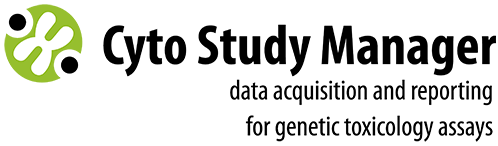 Cyto Study Manager
data acquisition and reporting
for genetic toxicology assays